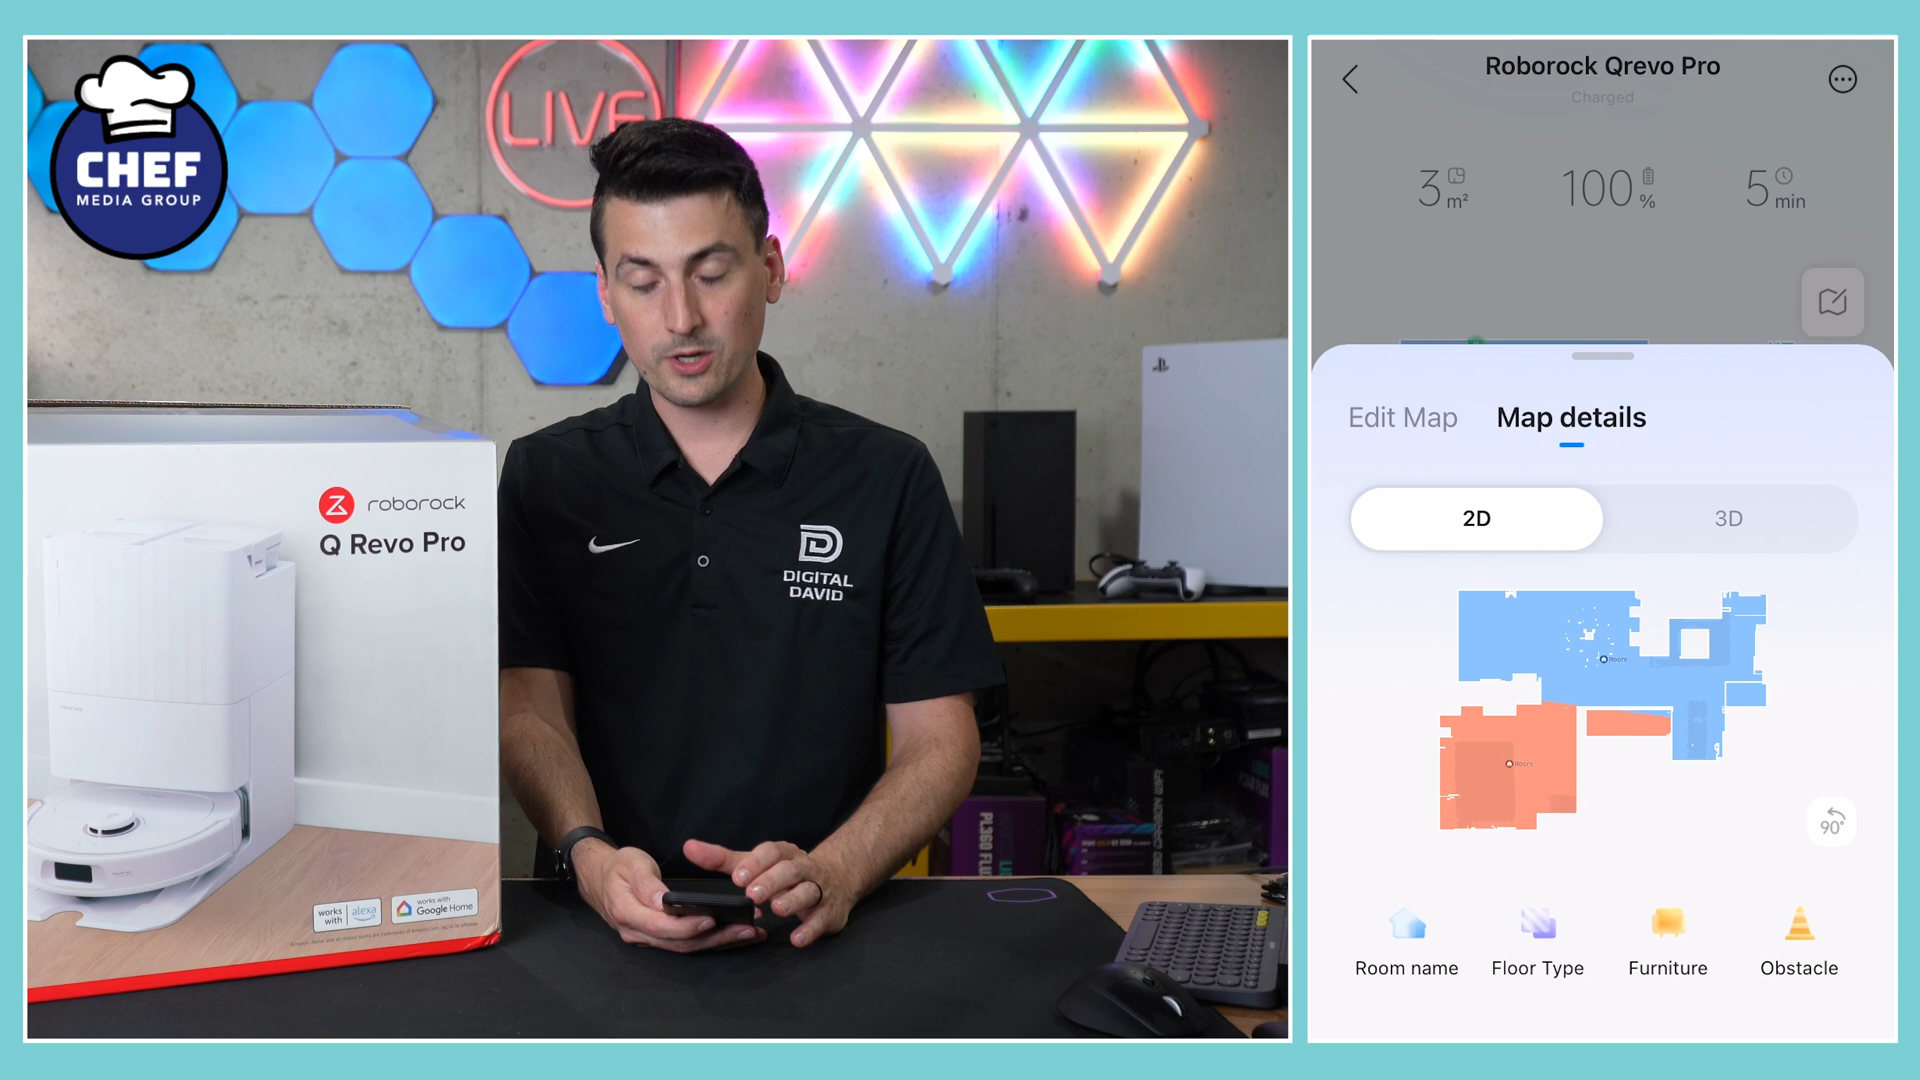 CHEF
MEDIA GROUP
LIVE
roborock
Q Revo Pro
works with
alexa
works with
Google Home
DIGITAL
DAVID
Roborock Qrevo Pro
Charged
3 m²
100 %
5 min
Edit Map
Map details
2D
3D
Room
Room
90°
Room name
Floor Type
Furniture
Obstacle